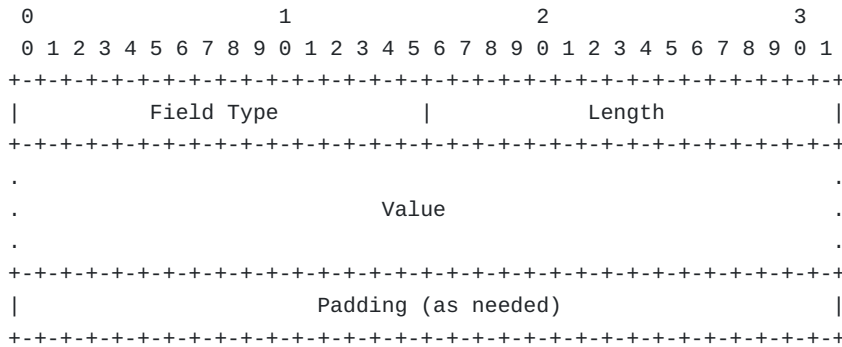 0                   1                   2                   3
 0 1 2 3 4 5 6 7 8 9 0 1 2 3 4 5 6 7 8 9 0 1 2 3 4 5 6 7 8 9 0 1
+-+-+-+-+-+-+-+-+-+-+-+-+-+-+-+-+-+-+-+-+-+-+-+-+-+-+-+-+-+-+-+-+
|          Field Type           |            Length             |
+-+-+-+-+-+-+-+-+-+-+-+-+-+-+-+-+-+-+-+-+-+-+-+-+-+-+-+-+-+-+-+-+
.                                                               .
.                            Value                              .
.                                                               .
+-+-+-+-+-+-+-+-+-+-+-+-+-+-+-+-+-+-+-+-+-+-+-+-+-+-+-+-+-+-+-+-+
|                       Padding (as needed)                     |
+-+-+-+-+-+-+-+-+-+-+-+-+-+-+-+-+-+-+-+-+-+-+-+-+-+-+-+-+-+-+-+-+